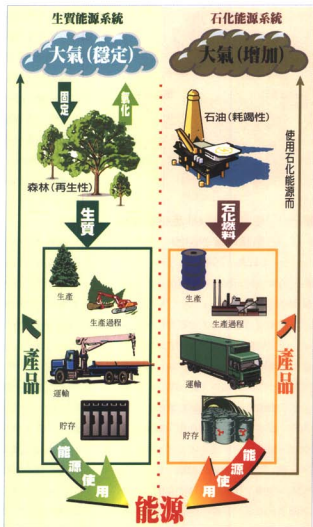 生質能源系統
大氣(穩定)
固定
氧化
森林(再生性)
生質
生產
生產過程
產品
運輸
貯存
能源使用
石化能源系統
大氣(增加)
石油(耗竭性)
使用石化能源而
石化燃料
生產
生產過程
產品
運輸
貯存
能源使用
能源